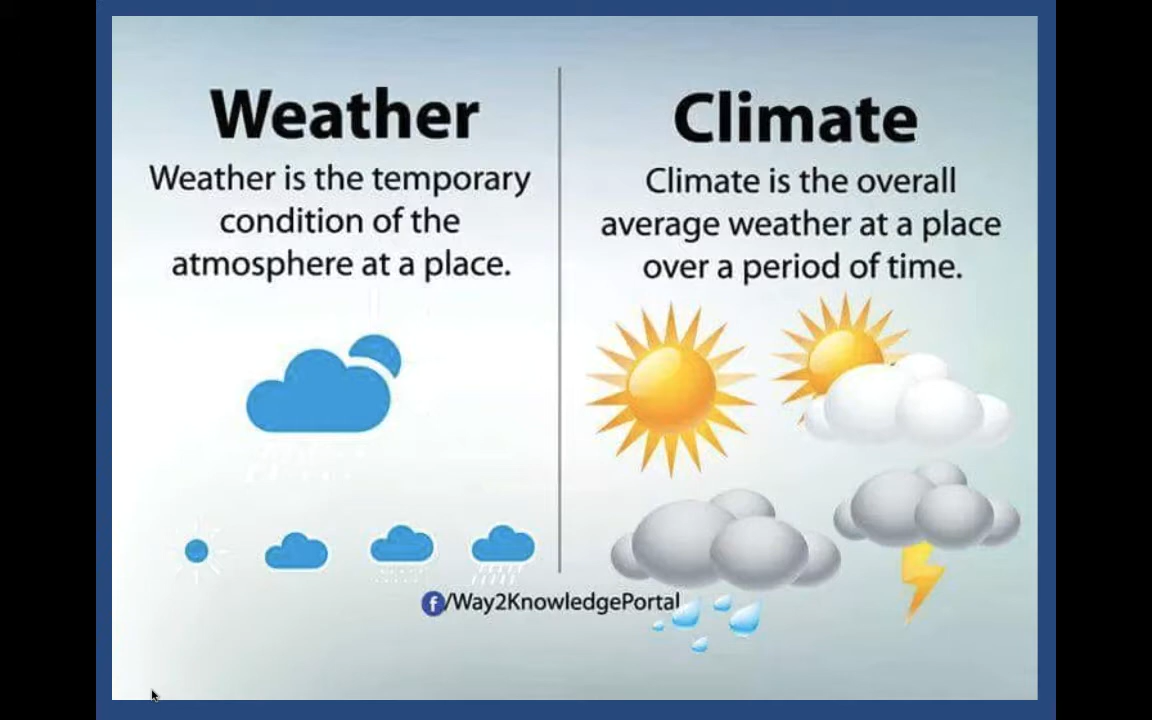 Weather
Weather is the temporary
condition of the
atmosphere at a place.
Climate
Climate is the overall
average weather at a place
over a period of time.
f/Way2KnowledgePortal